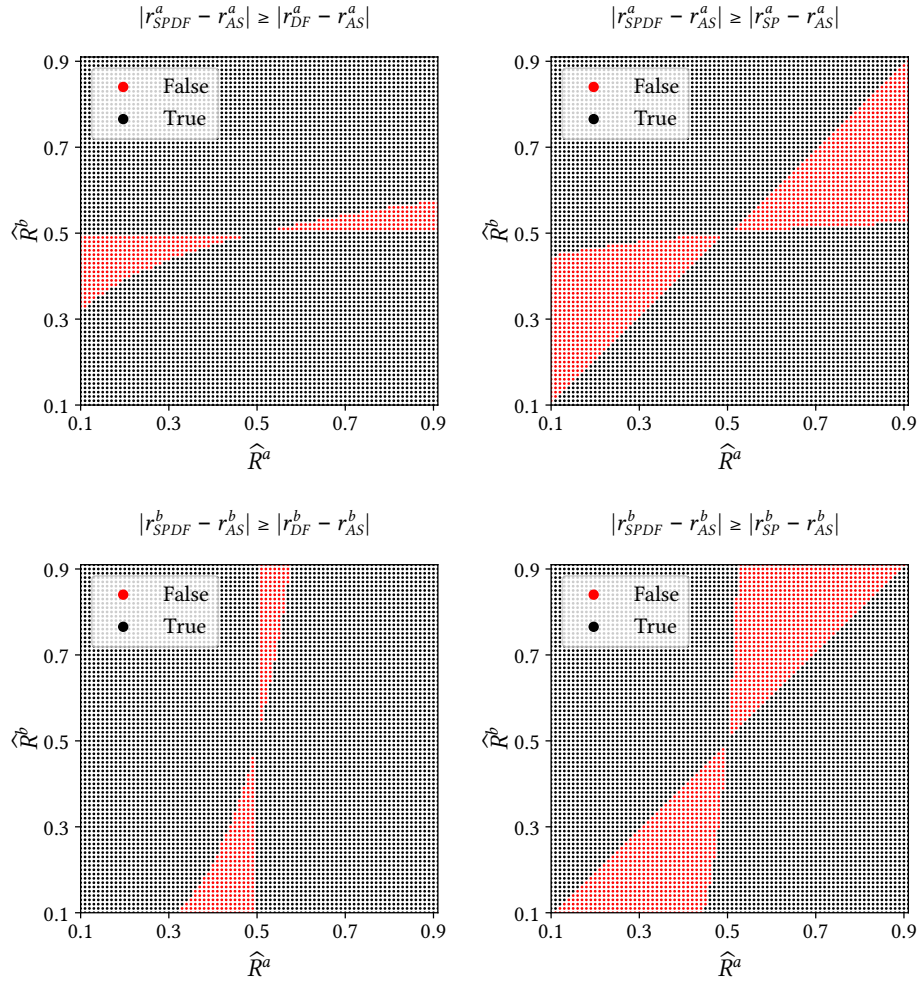 |r^a_{SPDF} − r^a_{AS}| ≥ |r^a_{DF} − r^a_{AS}|
0.9
0.7
0.5
0.3
0.1
R̂^b
False
True
0.1 0.3 0.5 0.7 0.9
R̂^a
|r^a_{SPDF} − r^a_{AS}| ≥ |r^a_{SP} − r^a_{AS}|
0.9
0.7
0.5
0.3
0.1
R̂^b
False
True
0.1 0.3 0.5 0.7 0.9
R̂^a
|r^b_{SPDF} − r^b_{AS}| ≥ |r^b_{DF} − r^b_{AS}|
0.9
0.7
0.5
0.3
0.1
R̂^b
False
True
0.1 0.3 0.5 0.7 0.9
R̂^a
|r^b_{SPDF} − r^b_{AS}| ≥ |r^b_{SP} − r^b_{AS}|
0.9
0.7
0.5
0.3
0.1
R̂^b
False
True
0.1 0.3 0.5 0.7 0.9
R̂^a